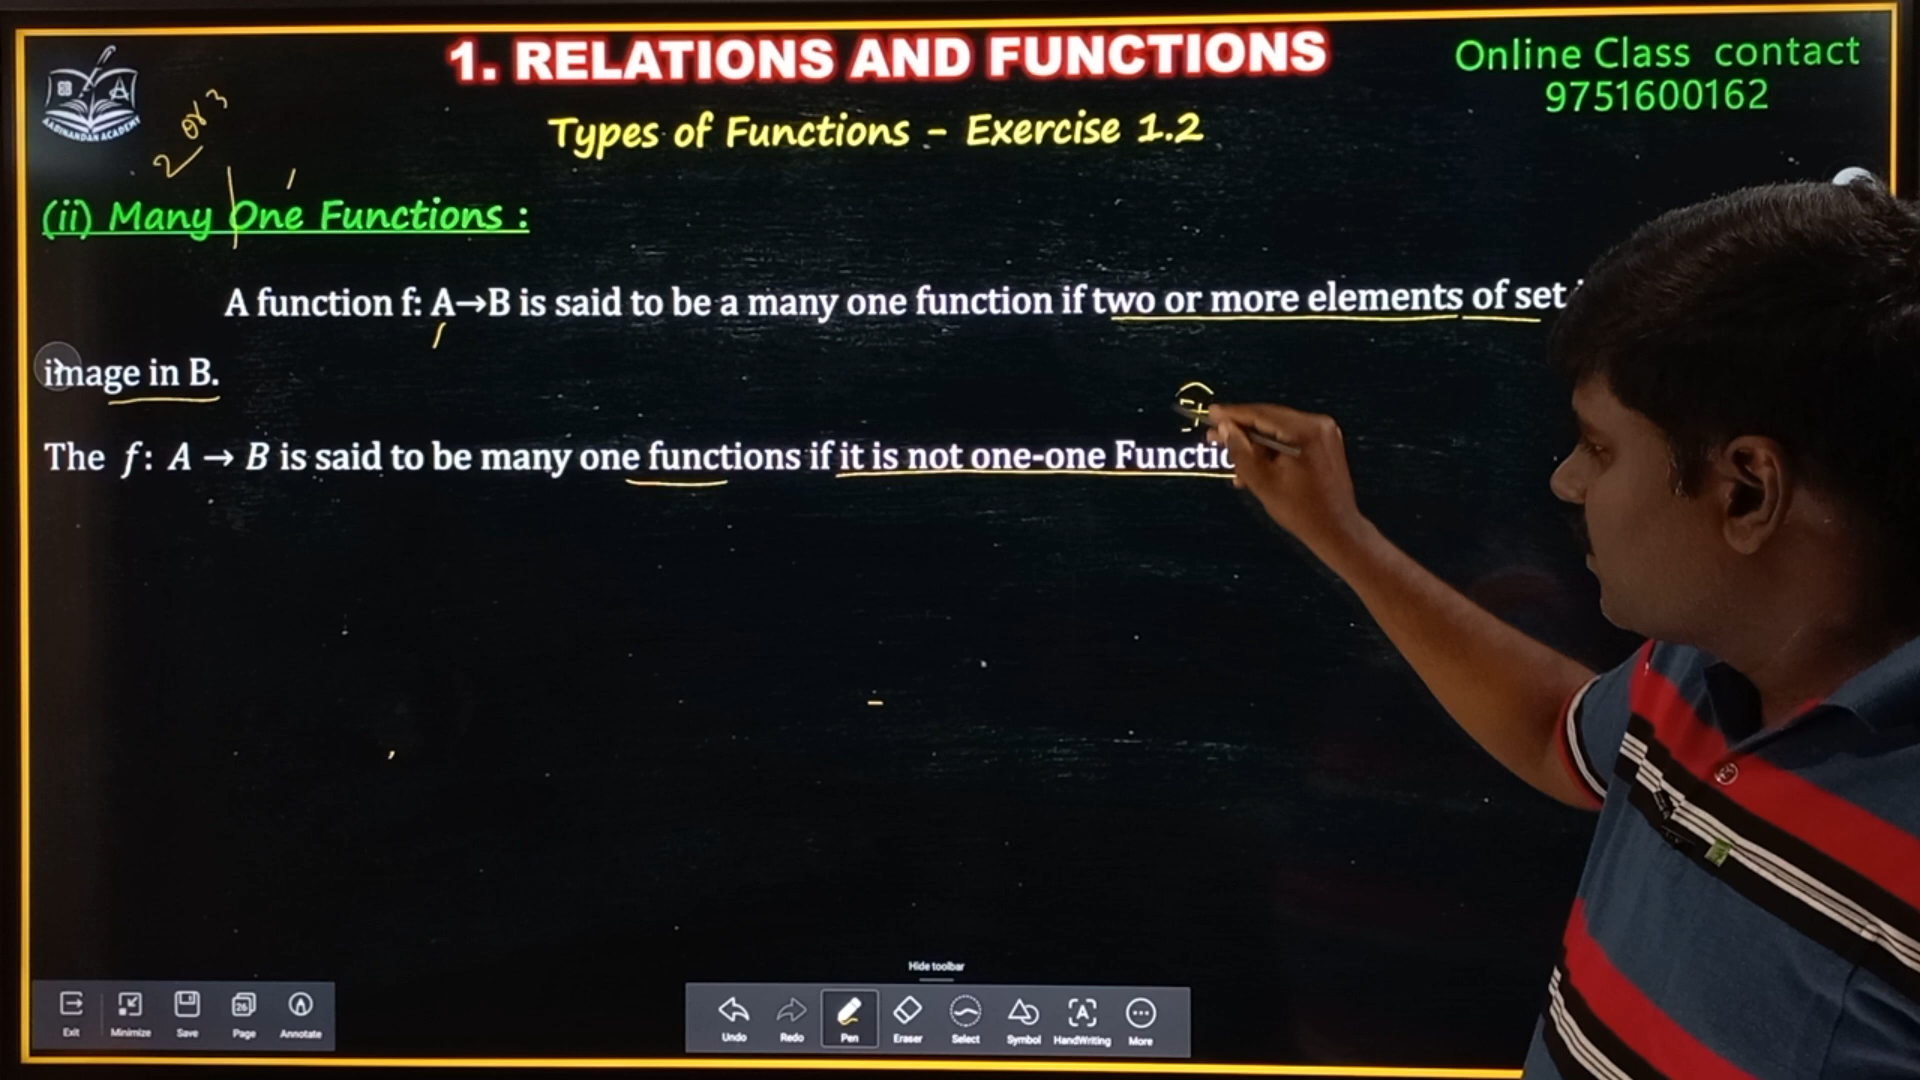 1. RELATIONS AND FUNCTIONS
Online Class contact
9751600162
AADINANDAN ACADEMY
Types of Functions - Exercise 1.2
2 or 3
(ii) Many One Functions :
A function f: A→B is said to be a many one function if two or more elements of set
image in B.
The f: A → B is said to be many one functions if it is not one-one Functio
Hide toolbar
Exit Minimize Save Page Annotate
Undo Redo Pen Eraser Select Symbol HandWriting More